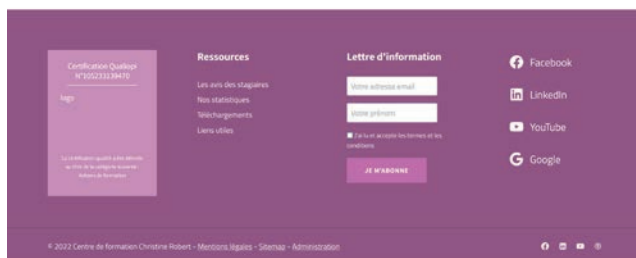 Certification Qualiopi
N°105233139470
logo
La certification qualité a été délivrée
au titre de la catégorie suivante :
Actions de formation
Ressources
Les avis des stagiaires
Nos statistiques
Téléchargements
Liens utiles
Lettre d'information
Votre adresse email
Votre prénom
J'ai lu et accepte les termes et les
conditions
JE M'ABONNE
Facebook
LinkedIn
YouTube
Google
© 2022 Centre de formation Christine Robert - Mentions légales - Sitemap - Administration